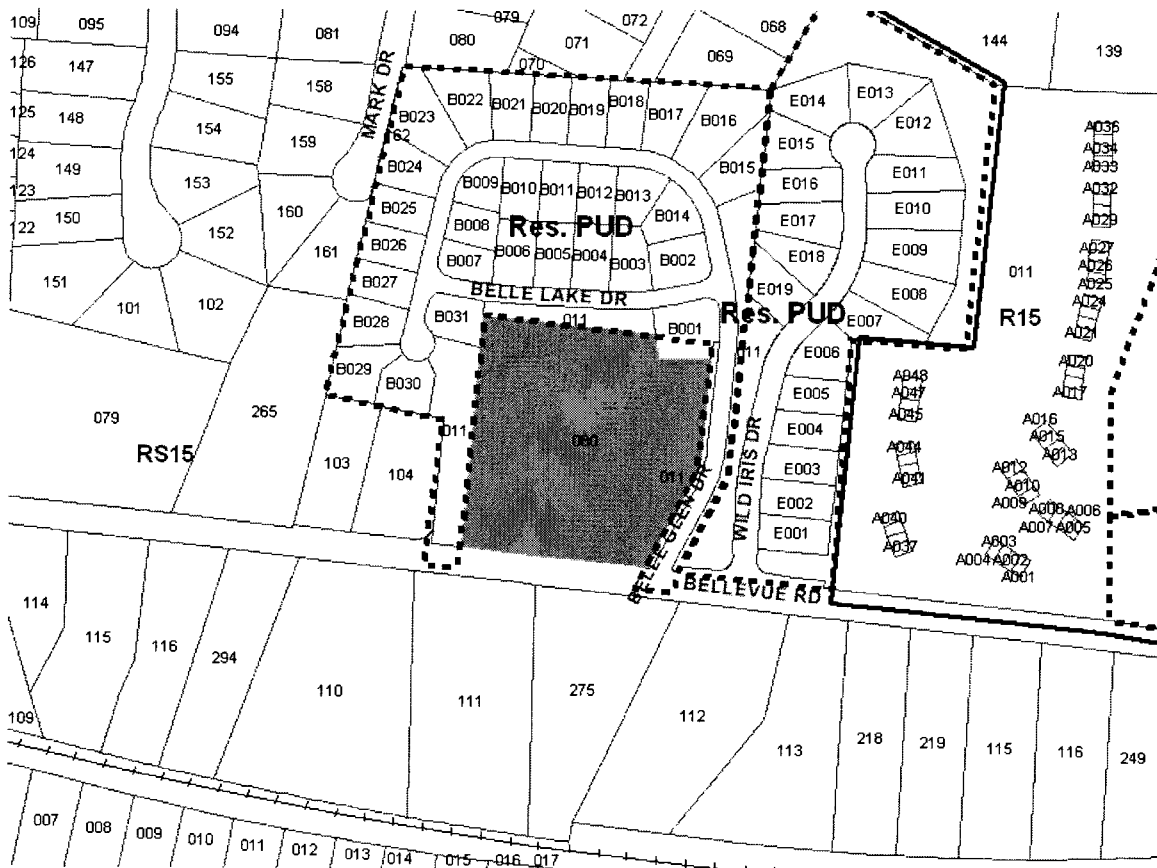 109 095 094 081 079 072 068 144 139
080 071 069
070
126 147 155 158
MARK DR
125 148 154 159
124 149 153
123 150 152 160 161
122 151 101 102
B023 B022 B021 B020 B019 B018 B017 B016
62
B024 B015
B025 B009 B010 B011 B012 B013 B014
B026 B008 Res. PUD
B027 B007 B006 B005 B004 B003 B002
BELLE LAKE DR
B028 B031 011 B001
B029 B030
E014 E013
E015 E012
E016 E011
E017 E010
E018 E009
E019 E008
Res. PUD E007
11 E006
E005
E004
E003
E002
E001
WILD IRIS DR
A036
A034
A033
A032
A029
A027
A026
A025
A024
A021
A020
A017
011
R15
A048
A047
A045
A044
A041
A040
A037
A016
A015
A013
A012
A010
A009 A008 A006
A007 A005
A003
A004 A002
A001
079 265 103 104 011 060 011
RS15
BELLE GLEN DR
BELLEVUE RD
114 115 116 294 110 111 275 112 113 218 219 115 116 249
109
007 008 009 010 011 012 013 014 015 016 017